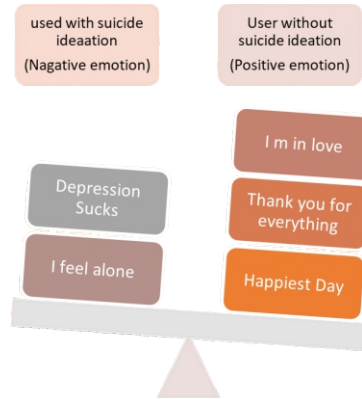 used with suicide
ideaation
(Nagative emotion)
User without
suicide ideation
(Positive emotion)
Depression
Sucks
I feel alone
I m in love
Thank you for
everything
Happiest Day